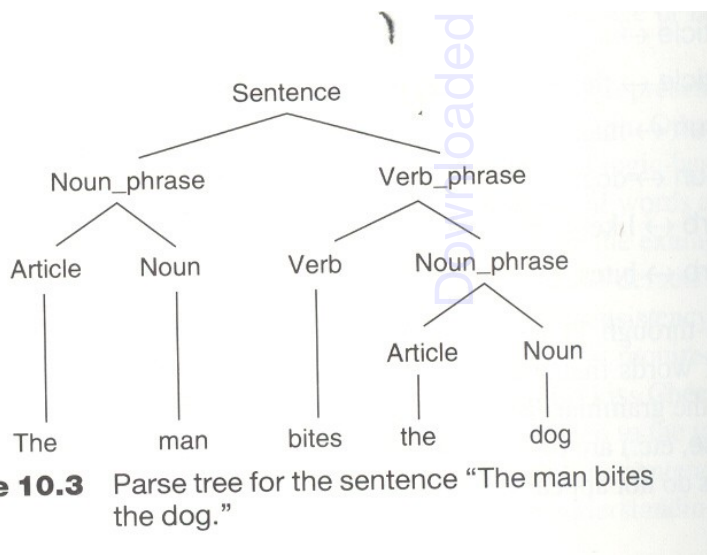 Downloaded
Sentence
Noun_phrase Verb_phrase
Article Noun Verb Noun_phrase
Article Noun
The man bites the dog
e 10.3 Parse tree for the sentence “The man bites
the dog.”